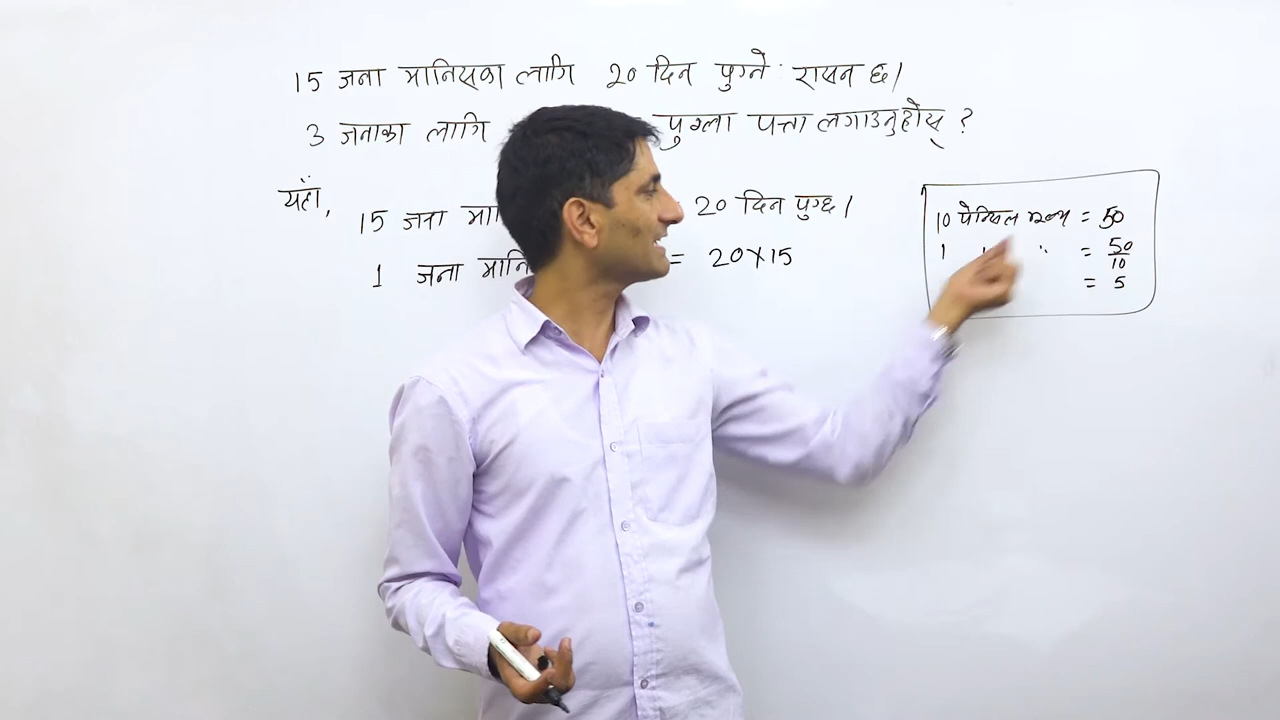 15 जना मानिसका लागि 20 दिन पुग्ने रासन छ।
3 जनाका लागि पुग्ला पत्ता लगाउनुहोस् ?
यहाँ,
15 जना मा 20 दिन पुग्छ।
1 जना मानि = 20×15
10 पेन्सिल मूल्य = 50
1 " = 50/10
= 5